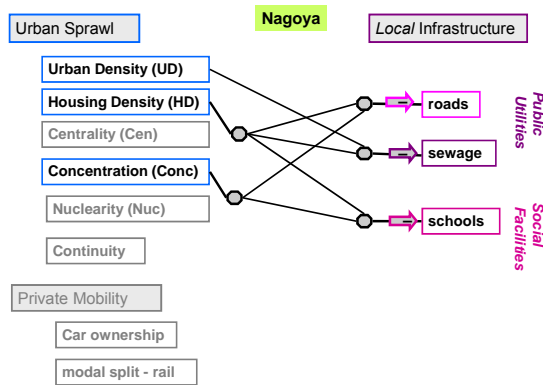 Nagoya
Urban Sprawl
Local Infrastructure
Urban Density (UD)
Housing Density (HD)
Centrality (Cen)
Concentration (Conc)
Nuclearity (Nuc)
Continuity
Private Mobility
Car ownership
modal split - rail
–
roads
–
sewage
–
schools
Public
Utilities
Social
Facilities